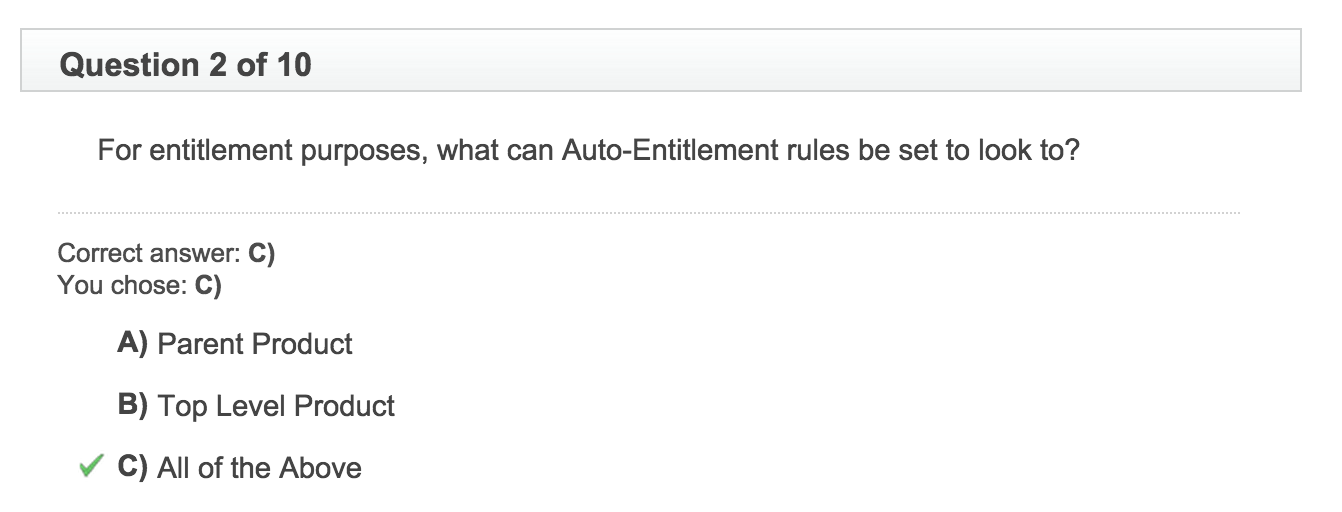 Question 2 of 10
For entitlement purposes, what can Auto-Entitlement rules be set to look to?
Correct answer: C)
You chose: C)
A) Parent Product
B) Top Level Product
C) All of the Above